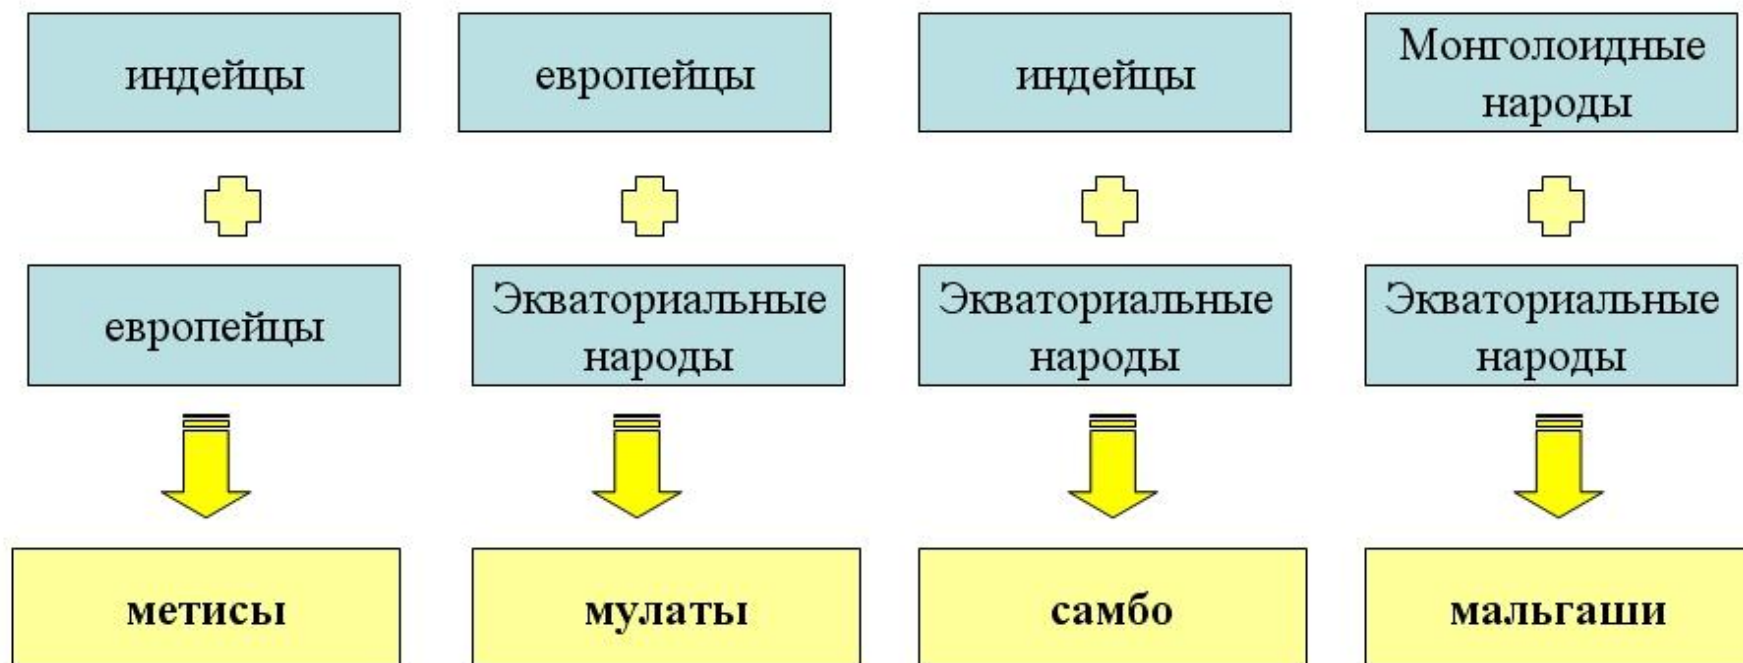 индейцы
европейцы
индейцы
Монголоидные
народы
европейцы
Экваториальные
народы
Экваториальные
народы
Экваториальные
народы
метисы
мулаты
самбо
мальгаши